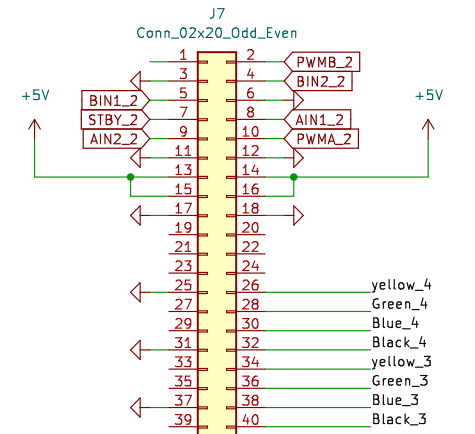 J7
Conn_02x20_Odd_Even
1 2 PWMB_2
3 4 BIN2_2
+5V BIN1_2 5 6 +5V
STBY_2 7 8 AIN1_2
AIN2_2 9 10 PWMA_2
11 12
13 14
15 16
17 18
19 20
21 22
23 24
25 26 yellow_4
27 28 Green_4
29 30 Blue_4
31 32 Black_4
33 34 yellow_3
35 36 Green_3
37 38 Blue_3
39 40 Black_3